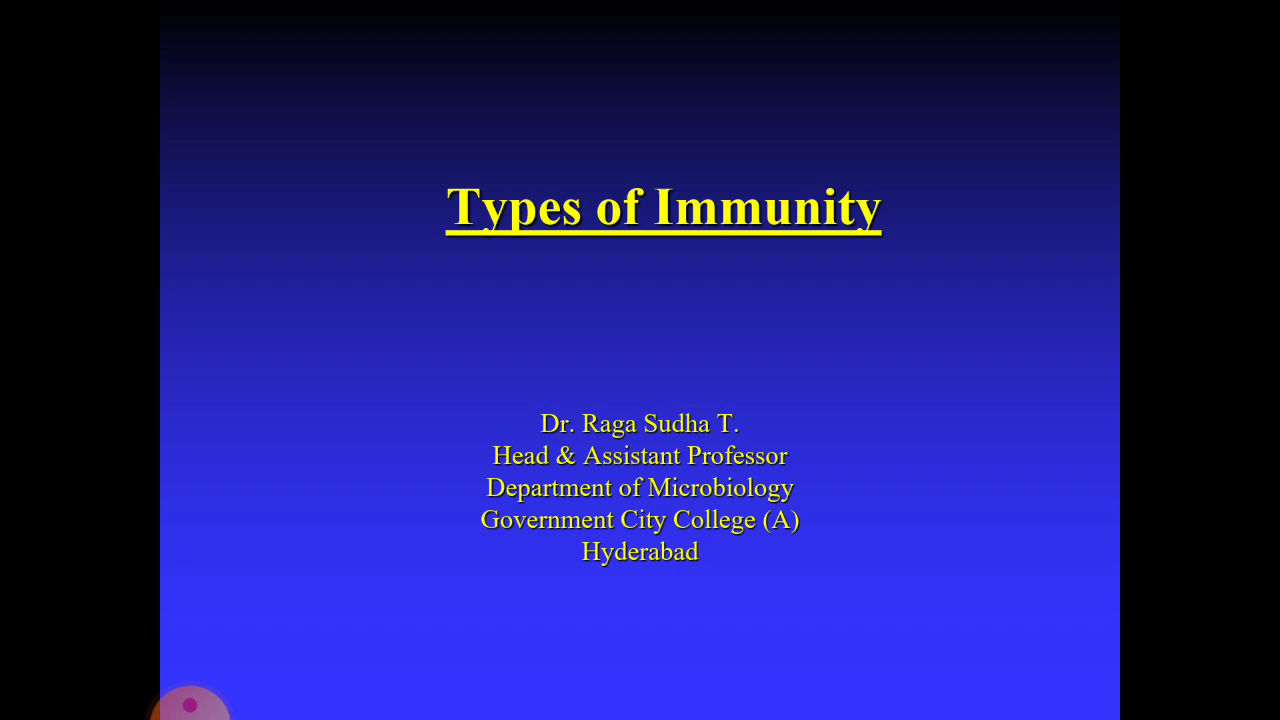 Types of Immunity
Dr. Raga Sudha T.
Head & Assistant Professor
Department of Microbiology
Government City College (A)
Hyderabad